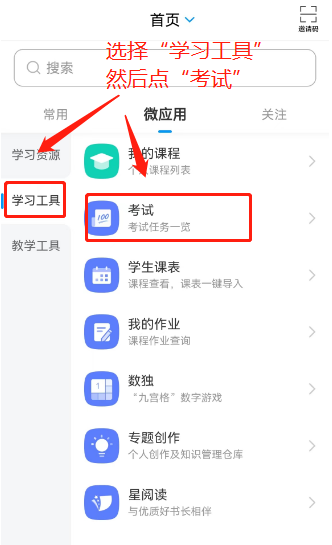 首页
邀请码
选择“学习工具”
然后点“考试”
搜索
常用
微应用
关注
学习资源
学习工具
教学工具
我的课程
个人课程列表
考试
考试任务一览
学生课表
课程查看，课表一键导入
我的作业
课程作业查询
数独
“九宫格”数字游戏
专题创作
个人创作及知识管理仓库
星阅读
与优质好书长相伴